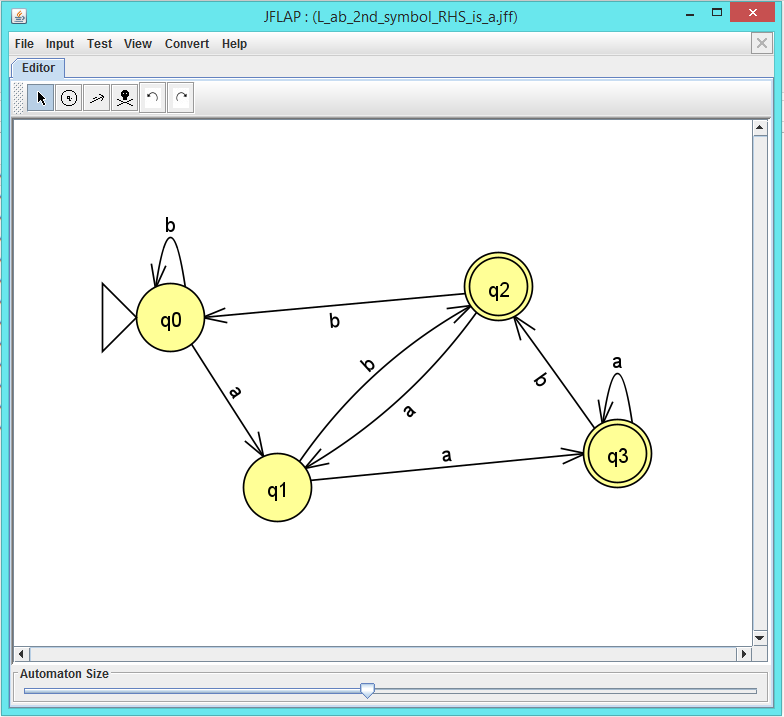 JFLAP : (L_ab_2nd_symbol_RHS_is_a.jff)
File Input Test View Convert Help
Editor
b
q0
q2
b
b
a
a
a
b
a
q3
q1
Automaton Size